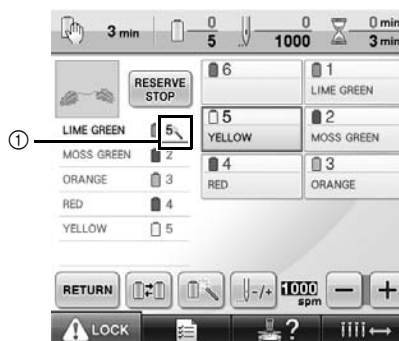 3 min
0
5
0
1000
0 min
3 min
RESERVE
STOP
6
1
LIME GREEN
①
LIME GREEN 5
5
YELLOW
2
MOSS GREEN
MOSS GREEN 2
ORANGE 3
4
RED
3
ORANGE
RED 4
YELLOW 5
RETURN
-/+
1000
spm
–
+
LOCK
?